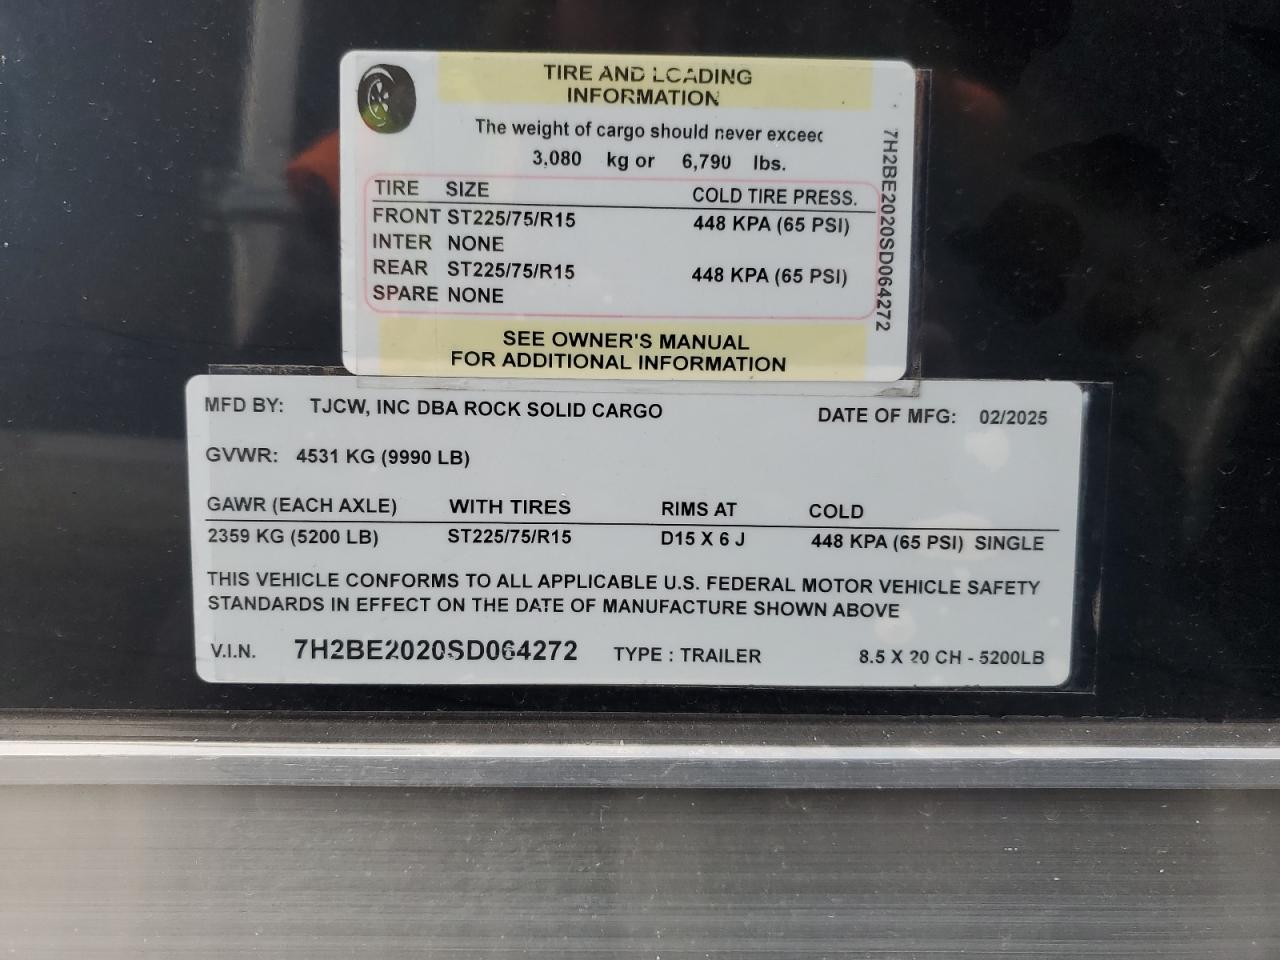 TIRE AND LOADING
INFORMATION
The weight of cargo should never exceed
3,080 kg or 6,790 lbs.
TIRE SIZE COLD TIRE PRESS.
FRONT ST225/75/R15 448 KPA (65 PSI)
INTER NONE
REAR ST225/75/R15 448 KPA (65 PSI)
SPARE NONE
SEE OWNER'S MANUAL
FOR ADDITIONAL INFORMATION
7H2BE2020SD064272
MFD BY: TJCW, INC DBA ROCK SOLID CARGO DATE OF MFG: 02/2025
GVWR: 4531 KG (9990 LB)
GAWR (EACH AXLE) WITH TIRES RIMS AT COLD
2359 KG (5200 LB) ST225/75/R15 D15 X 6 J 448 KPA (65 PSI) SINGLE
THIS VEHICLE CONFORMS TO ALL APPLICABLE U.S. FEDERAL MOTOR VEHICLE SAFETY
STANDARDS IN EFFECT ON THE DATE OF MANUFACTURE SHOWN ABOVE
V.I.N. 7H2BE2020SD064272 TYPE : TRAILER 8.5 X 20 CH - 5200LB